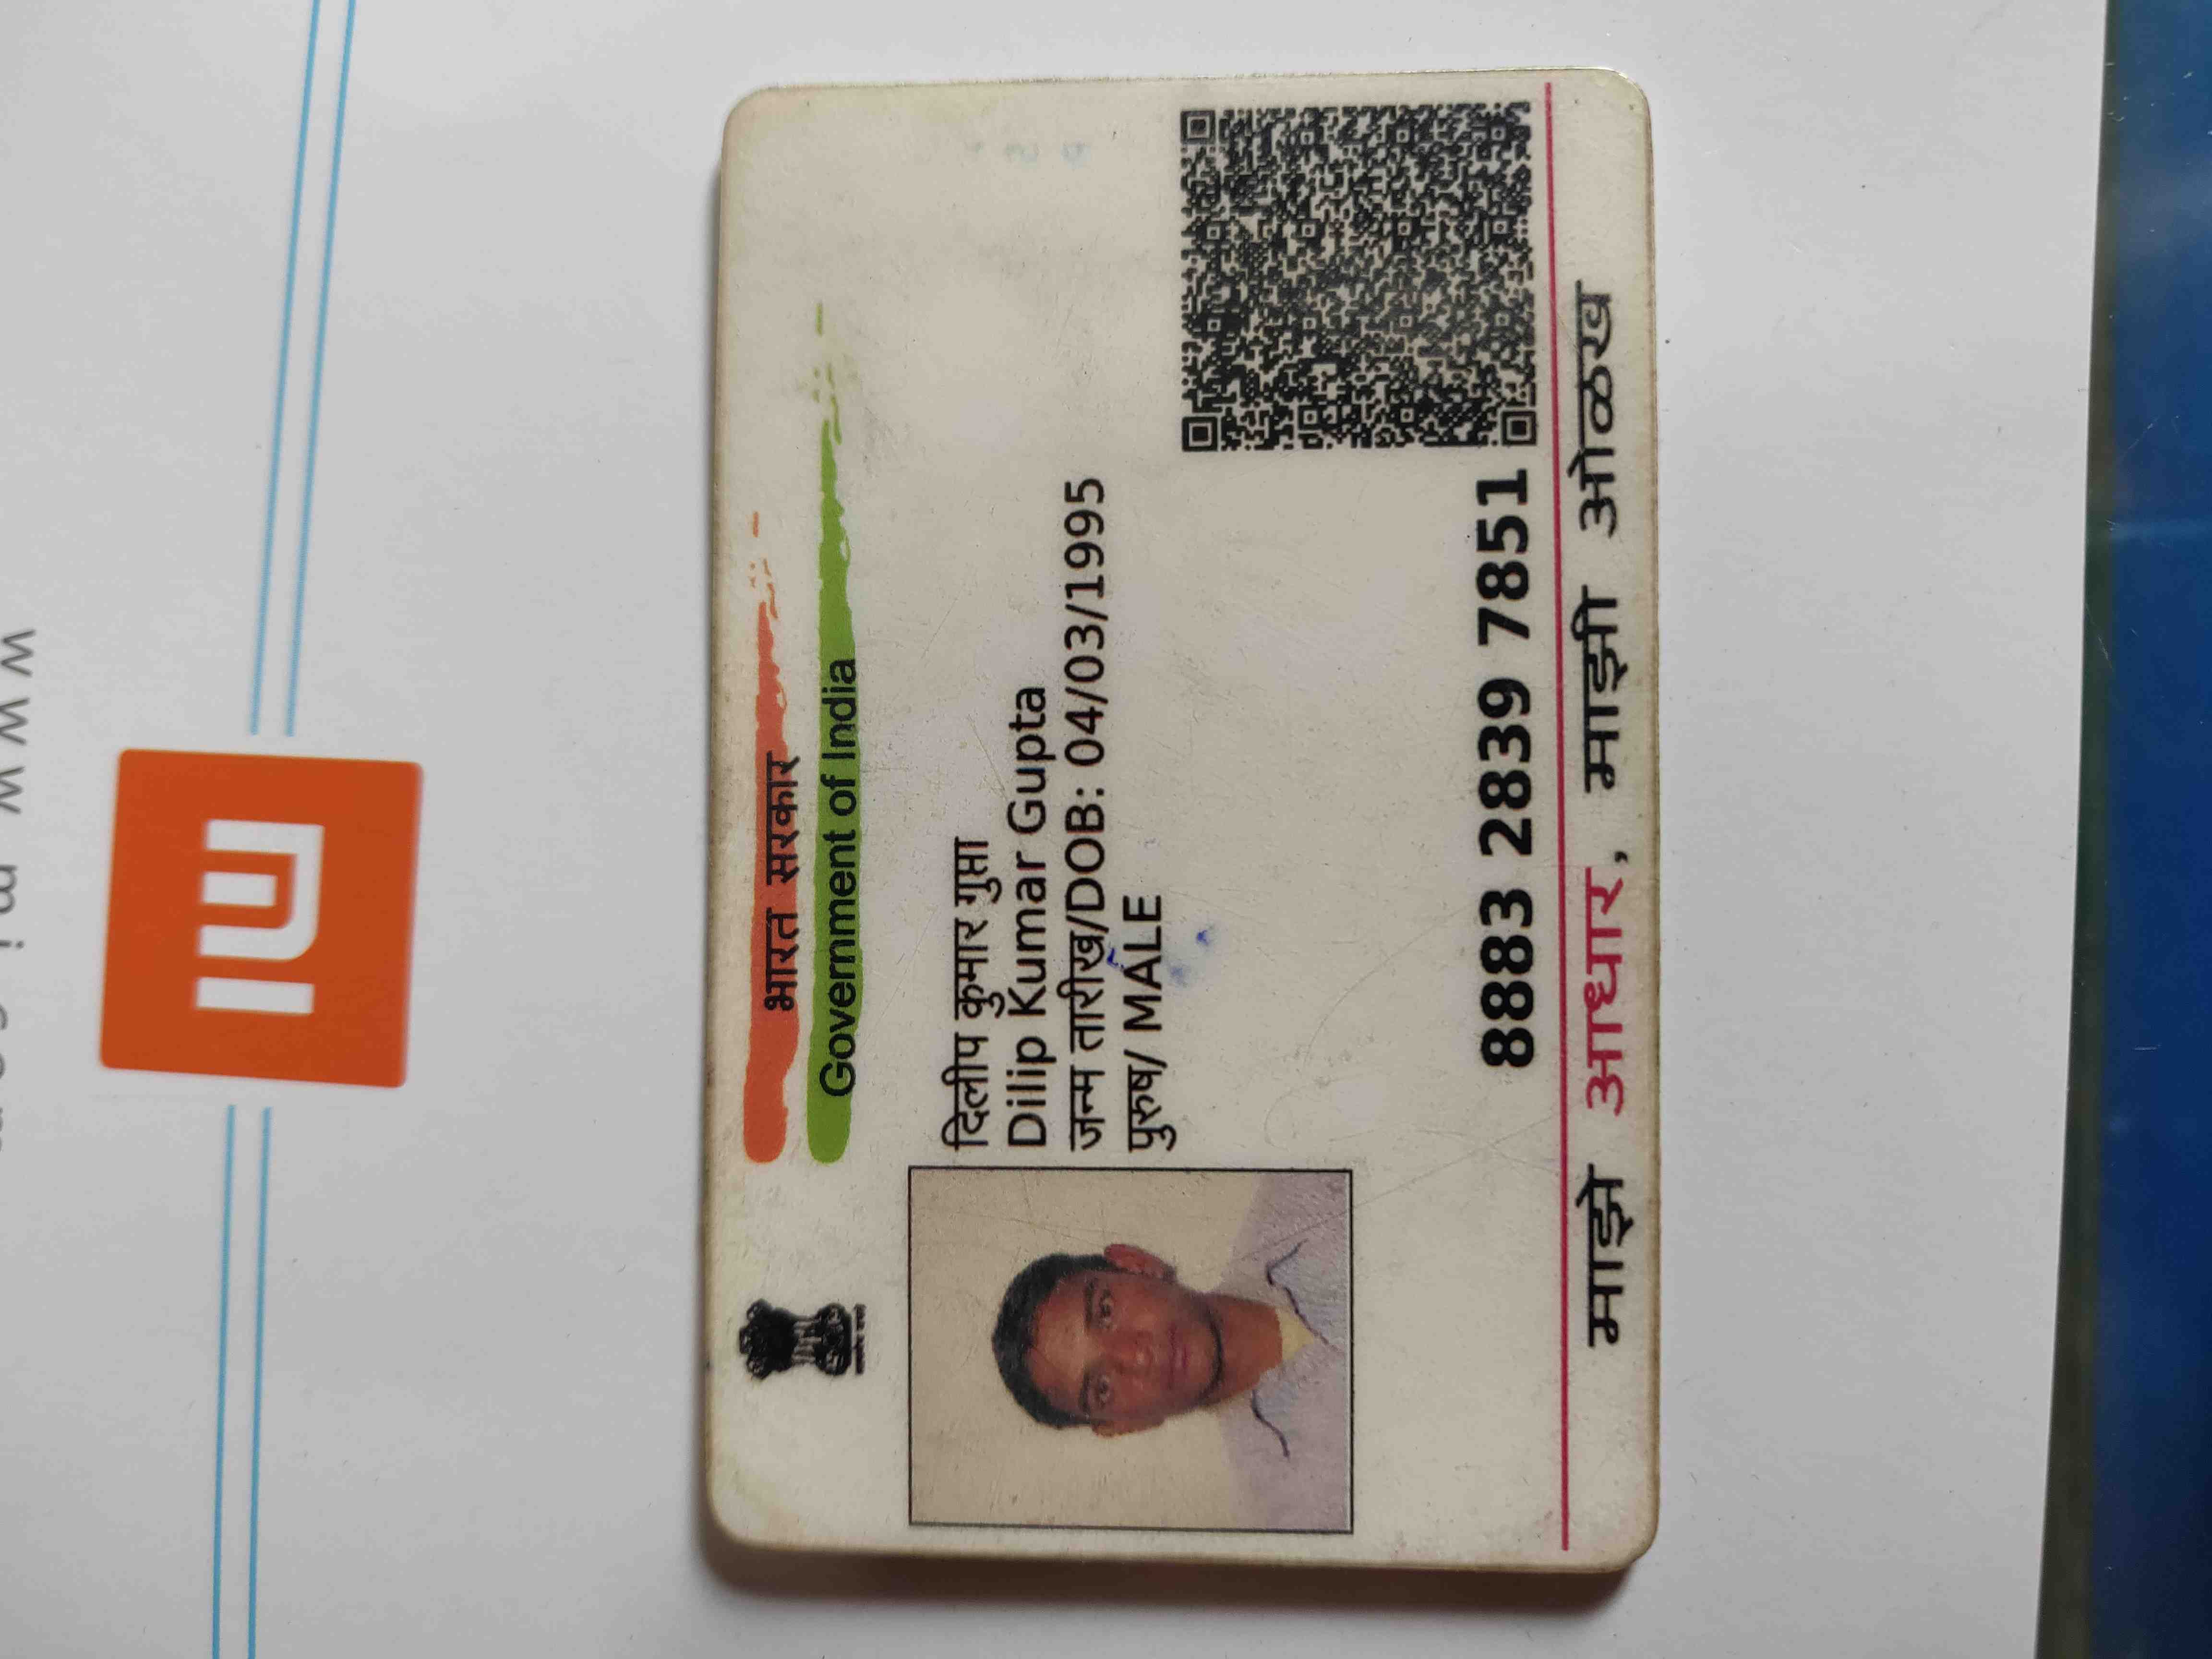 www.mi.com
भारत सरकार
Government of India
दिलीप कुमार गुप्ता
Dilip Kumar Gupta
जन्म तारीख/DOB: 04/03/1995
पुरुष/ MALE
8883 2839 7851
माझे आधार, माझी ओळख